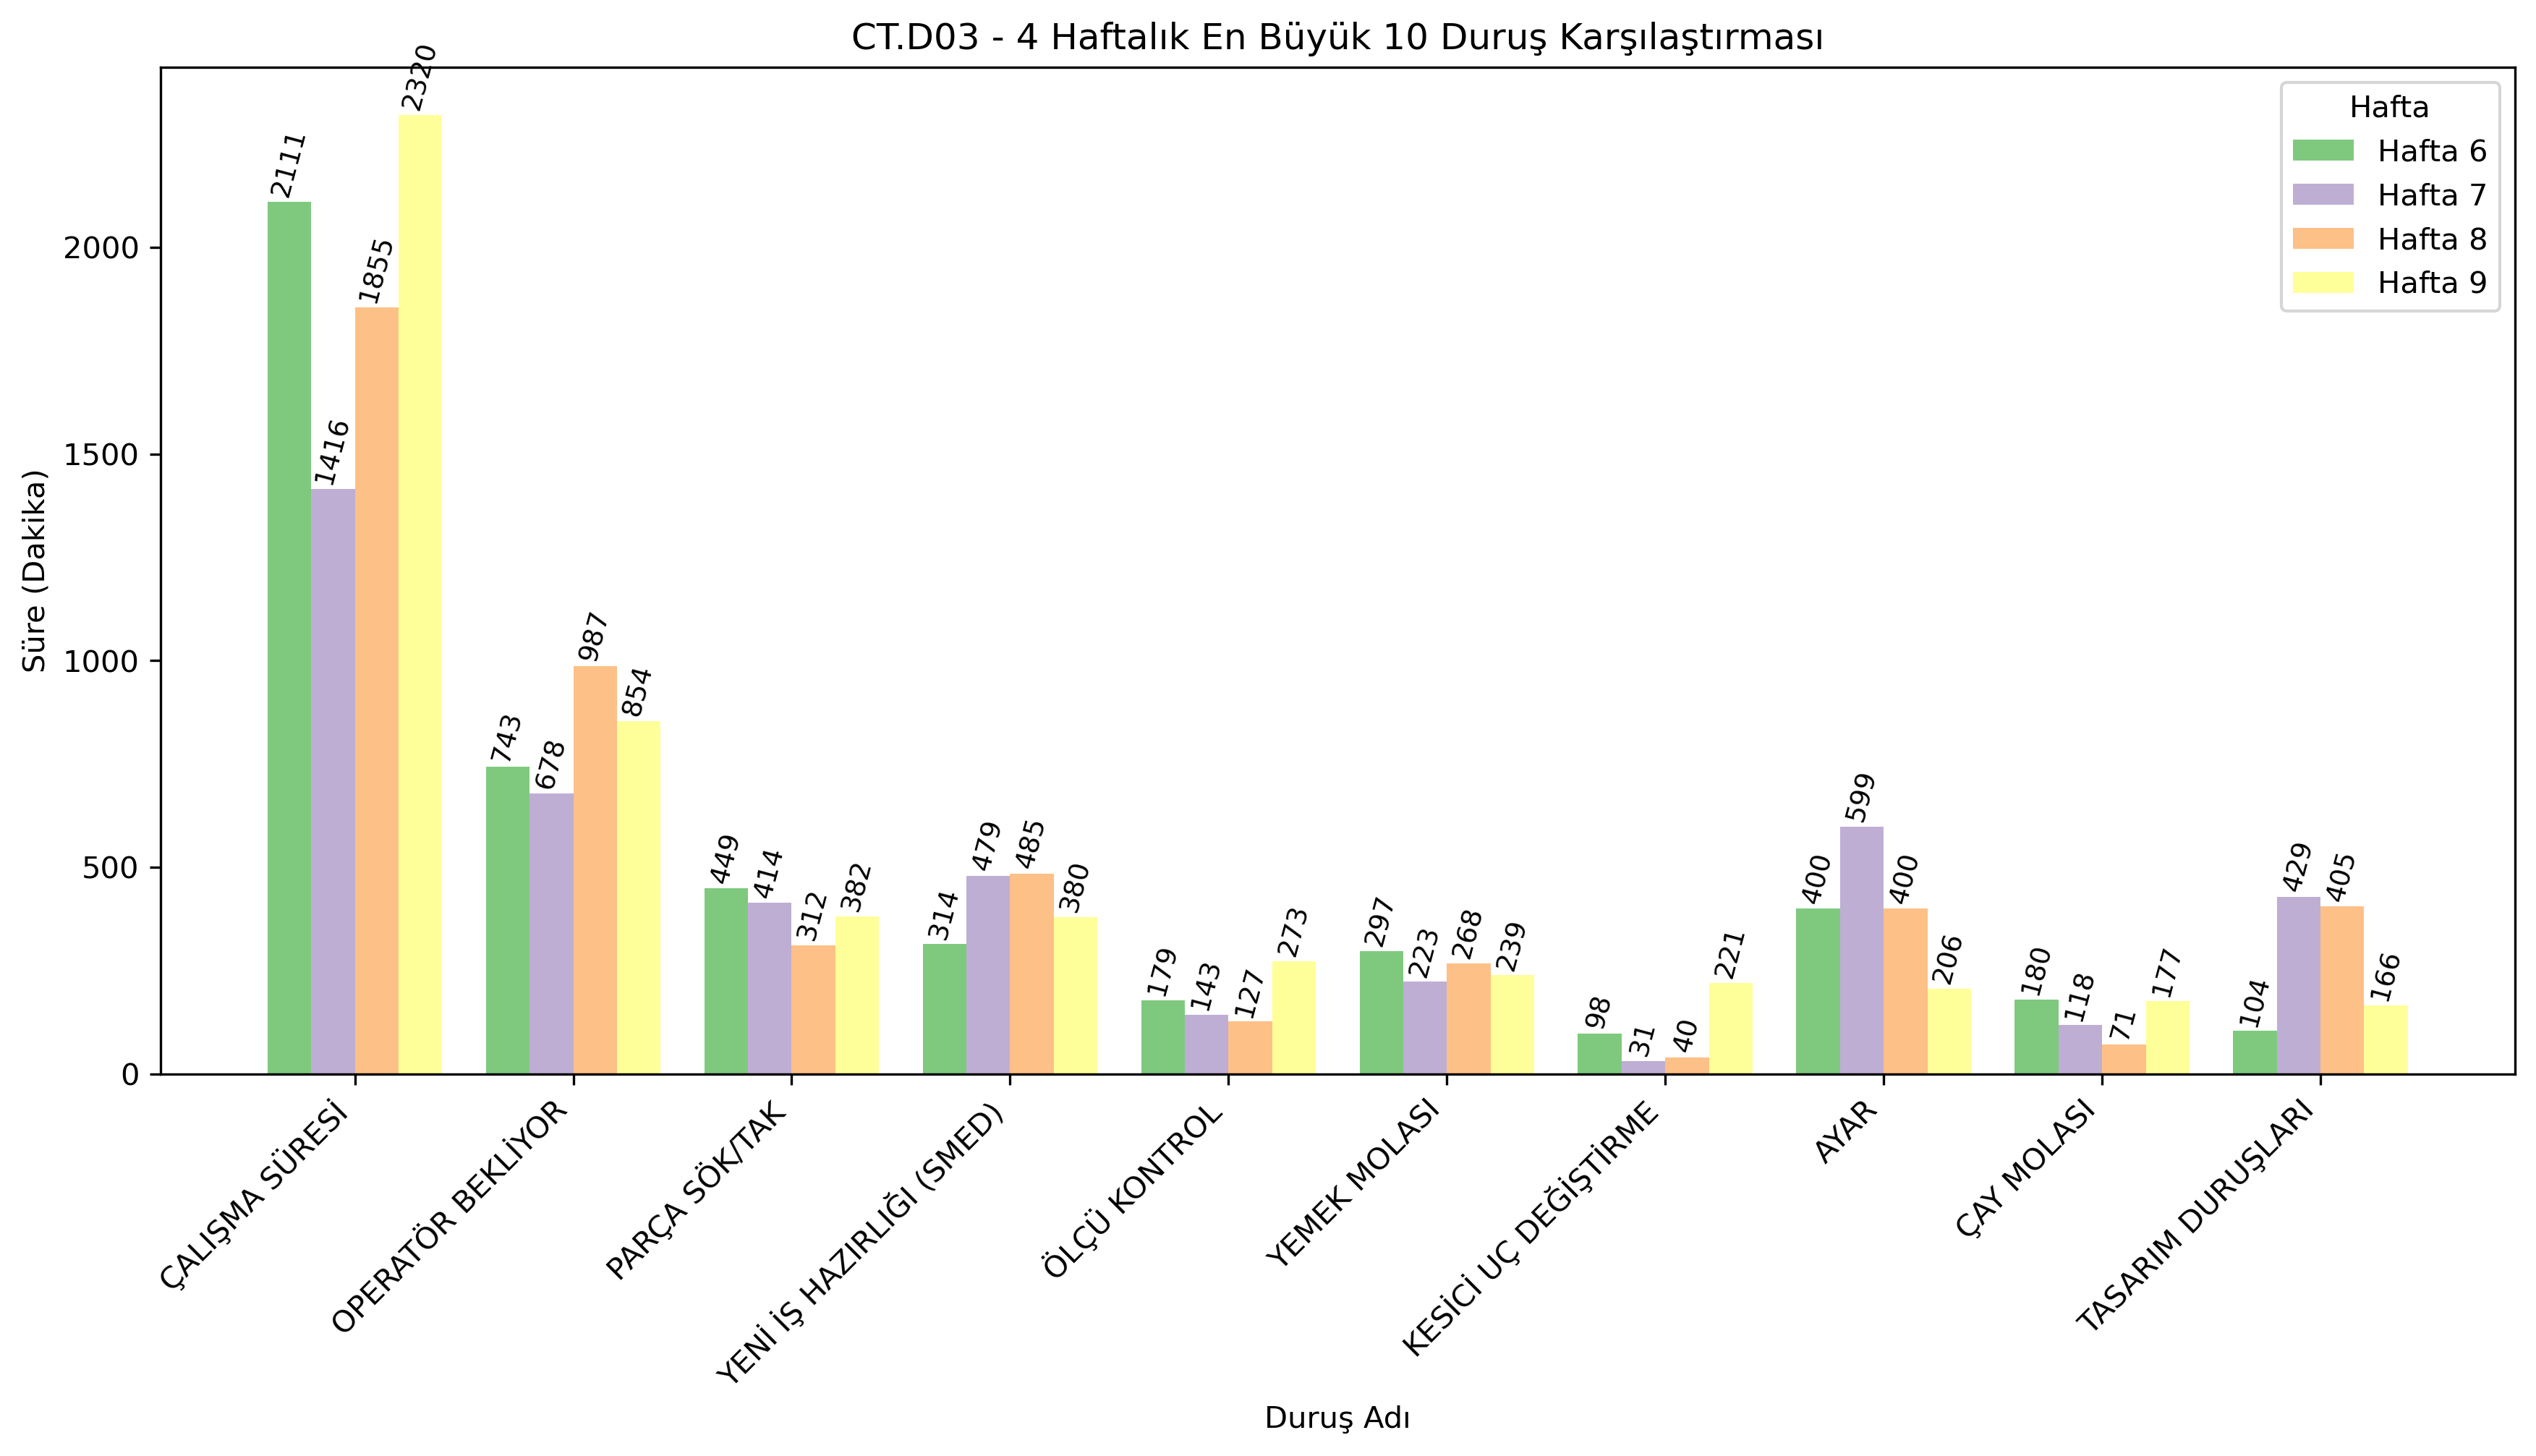 CT.D03 - 4 Haftalık En Büyük 10 Duruş Karşılaştırması
Hafta
Hafta 6
Hafta 7
Hafta 8
Hafta 9
Süre (Dakika)
2000
1500
1000
500
0
2111
1416
1855
2320
743
678
987
854
449
414
312
382
314
479
485
380
179
143
127
273
297
223
268
239
98
31
40
221
400
599
400
206
180
118
71
177
104
429
405
166
ÇALIŞMA SÜRESİ
OPERATÖR BEKLİYOR
PARÇA SÖK/TAK
YENİ İŞ HAZIRLIĞI (SMED)
ÖLÇÜ KONTROL
YEMEK MOLASI
KESİCİ UÇ DEĞİŞTİRME
AYAR
ÇAY MOLASI
TASARIM DURUŞLARI
Duruş Adı